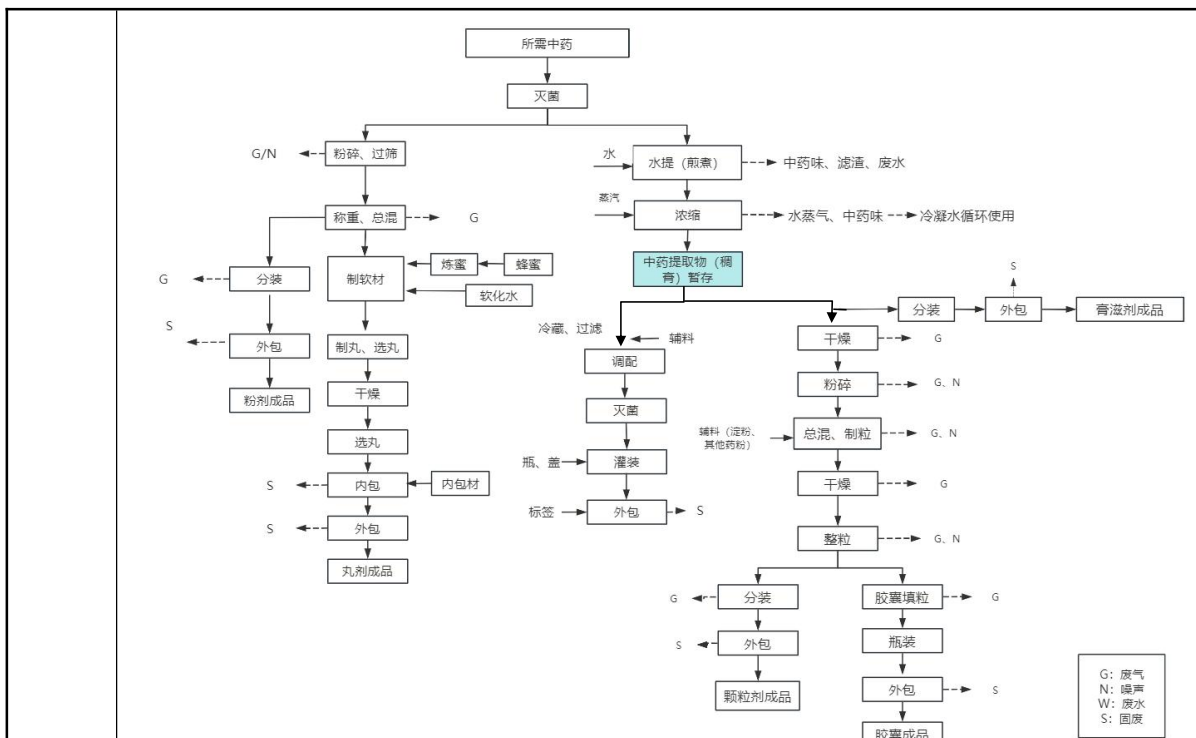 所需中药
灭菌
G/N
粉碎、过筛
水
水提（煎煮）
中药味、滤渣、废水
蒸汽
浓缩
水蒸气、中药味
冷凝水循环使用
称重、总混
G
中药提取物（稠
膏）暂存
G
分装
制软材
炼蜜
蜂蜜
软化水
S
分装
外包
膏滋剂成品
S
外包
粉剂成品
制丸、选丸
干燥
选丸
S
内包
内包材
S
外包
丸剂成品
冷藏、过滤
辅料
调配
灭菌
瓶、盖
灌装
标签
外包
S
干燥
G
粉碎
G、N
辅料（淀粉、
其他药粉）
总混、制粒
G、N
干燥
G
整粒
G、N
G
分装
S
外包
颗粒剂成品
胶囊填粒
G
瓶装
外包
S
胶囊成品
G：废气
N：噪声
W：废水
S：固废